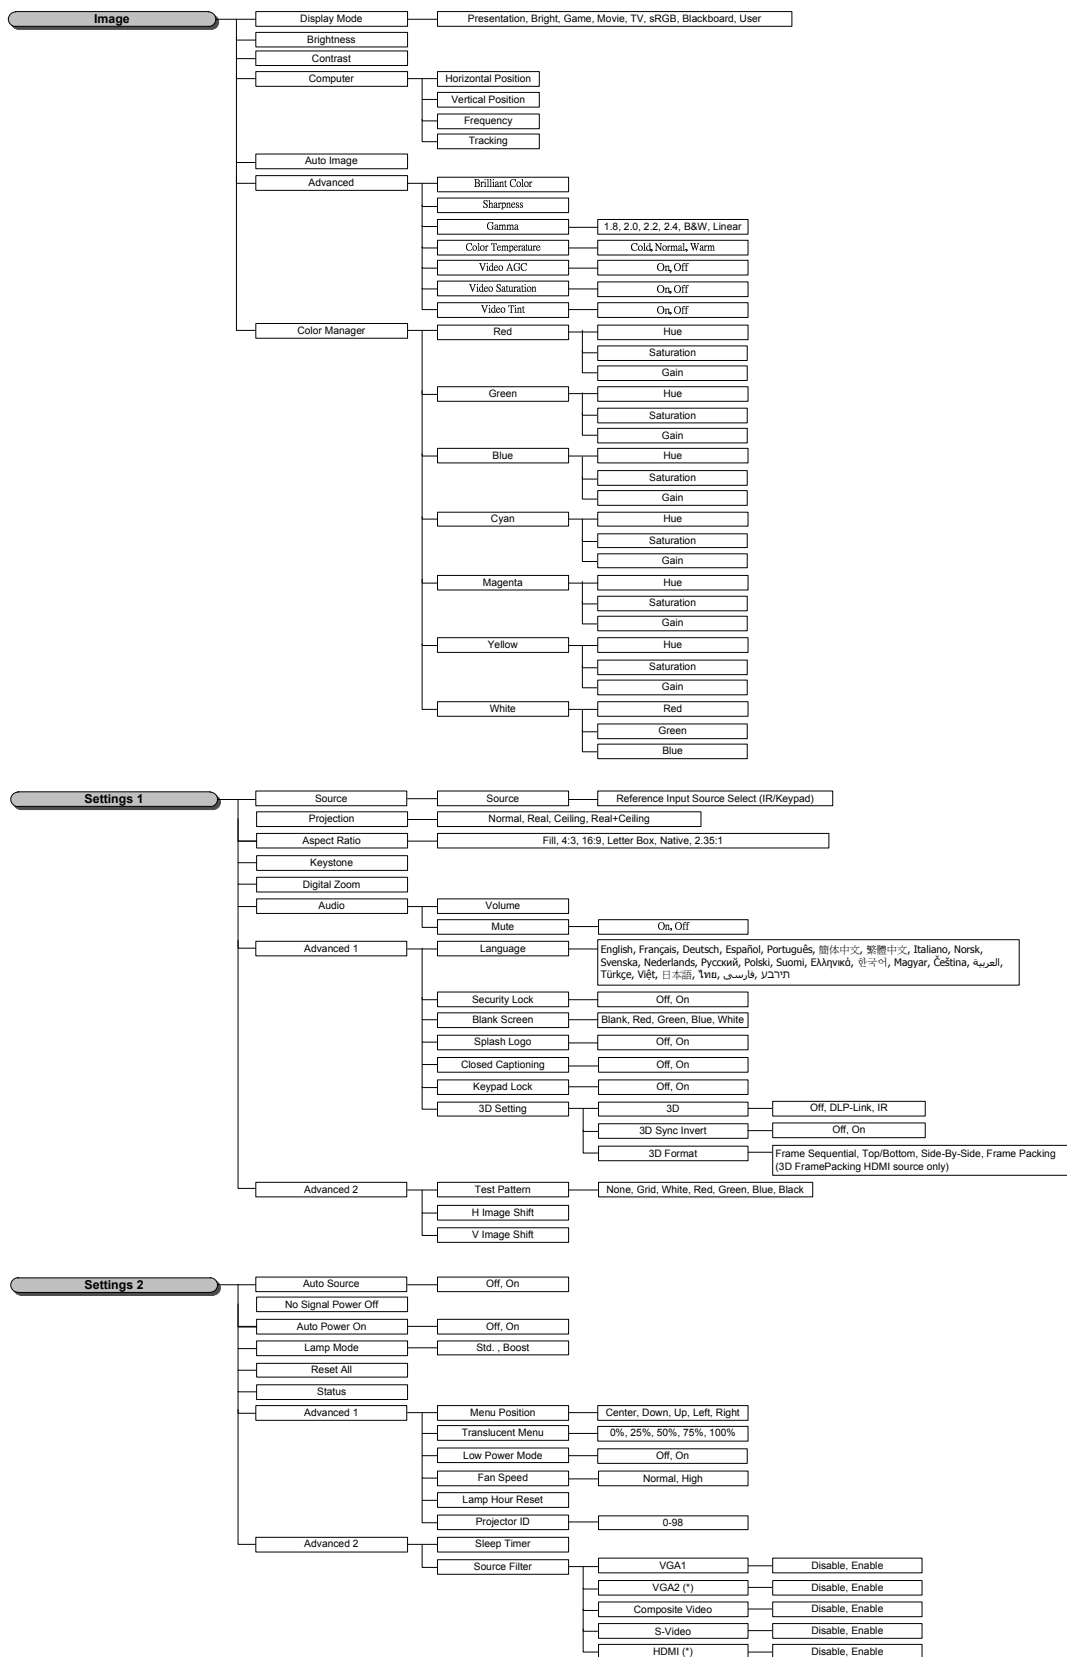 Image
Display Mode
Presentation, Bright, Game, Movie, TV, sRGB, Blackboard, User
Brightness
Contrast
Computer
Horizontal Position
Vertical Position
Frequency
Tracking
Auto Image
Advanced
Brilliant Color
Sharpness
Gamma
1.8, 2.0, 2.2, 2.4, B&W, Linear
Color Temperature
Cold, Normal, Warm
Video AGC
On, Off
Video Saturation
On, Off
Video Tint
On, Off
Color Manager
Red
Hue
Saturation
Gain
Green
Hue
Saturation
Gain
Blue
Hue
Saturation
Gain
Cyan
Hue
Saturation
Gain
Magenta
Hue
Saturation
Gain
Yellow
Hue
Saturation
Gain
White
Red
Green
Blue
Settings 1
Source
Source
Reference Input Source Select (IR/Keypad)
Projection
Normal, Real, Ceiling, Real+Ceiling
Aspect Ratio
Fill, 4:3, 16:9, Letter Box, Native, 2.35:1
Keystone
Digital Zoom
Audio
Volume
Mute
On, Off
Advanced 1
Language
English, Français, Deutsch, Español, Português, 簡体中文, 繁體中文, Italiano, Norsk,
Svenska, Nederlands, Русский, Polski, Suomi, Ελληνικά, 한국어, Magyar, Čeština, العربية,
Türkçe, Việt, 日本語, ไทย, فارسی, תירבע
Security Lock
Off, On
Blank Screen
Blank, Red, Green, Blue, White
Splash Logo
Off, On
Closed Captioning
Off, On
Keypad Lock
Off, On
3D Setting
3D
Off, DLP-Link, IR
3D Sync Invert
Off, On
3D Format
Frame Sequential, Top/Bottom, Side-By-Side, Frame Packing
(3D FramePacking HDMI source only)
Advanced 2
Test Pattern
None, Grid, White, Red, Green, Blue, Black
H Image Shift
V Image Shift
Settings 2
Auto Source
Off, On
No Signal Power Off
Auto Power On
Off, On
Lamp Mode
Std. , Boost
Reset All
Status
Advanced 1
Menu Position
Center, Down, Up, Left, Right
Translucent Menu
0%, 25%, 50%, 75%, 100%
Low Power Mode
Off, On
Fan Speed
Normal, High
Lamp Hour Reset
Projector ID
0-98
Advanced 2
Sleep Timer
Source Filter
VGA1
Disable, Enable
VGA2 (*)
Disable, Enable
Composite Video
Disable, Enable
S-Video
Disable, Enable
HDMI (*)
Disable, Enable